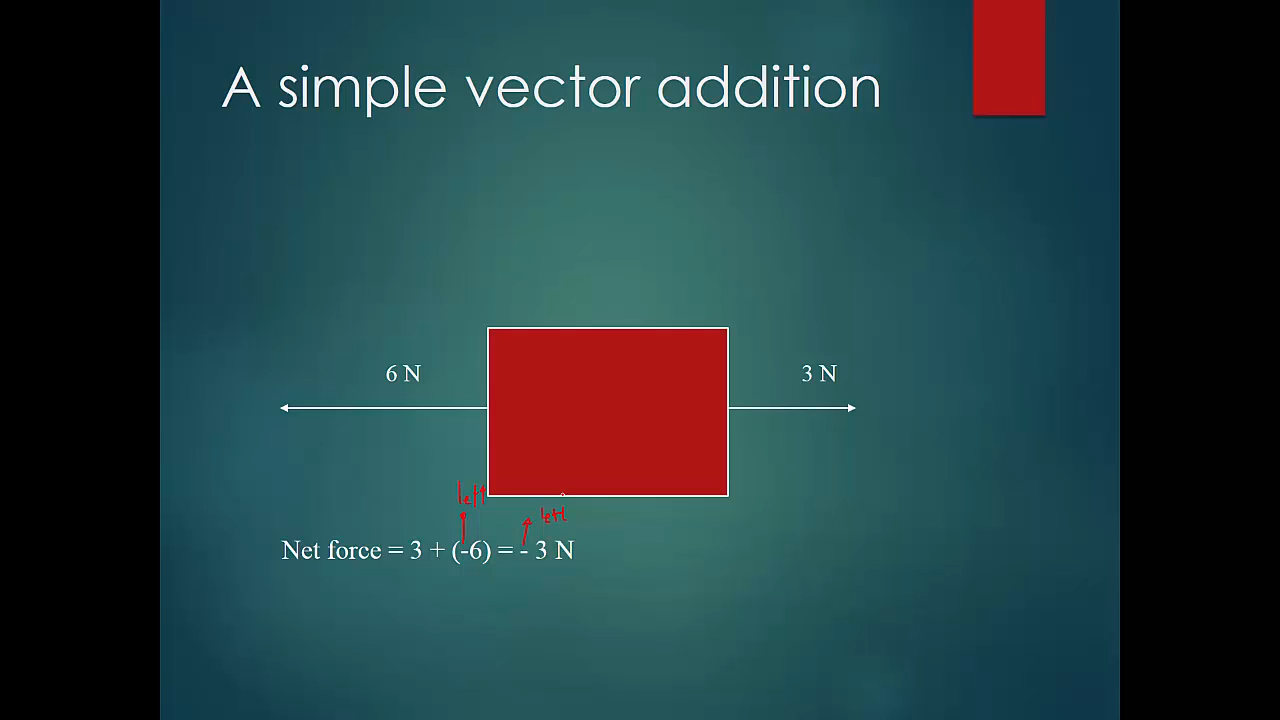 A simple vector addition
6 N
3 N
left
left
Net force = 3 + (-6) = - 3 N